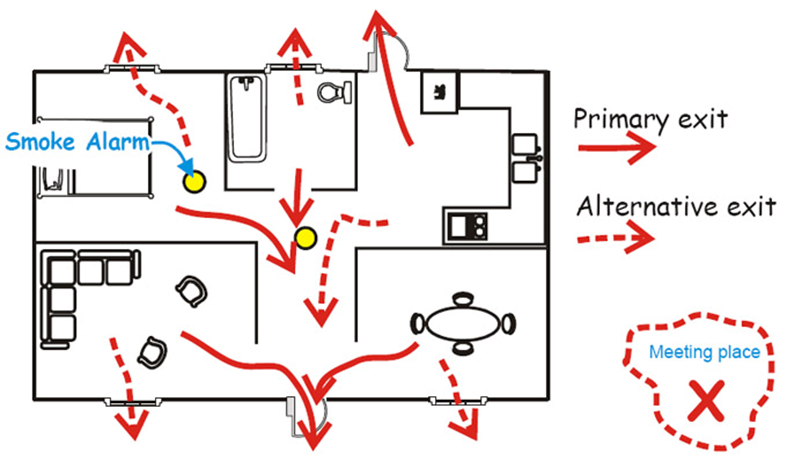 Smoke Alarm
Primary exit
Alternative exit
Meeting place